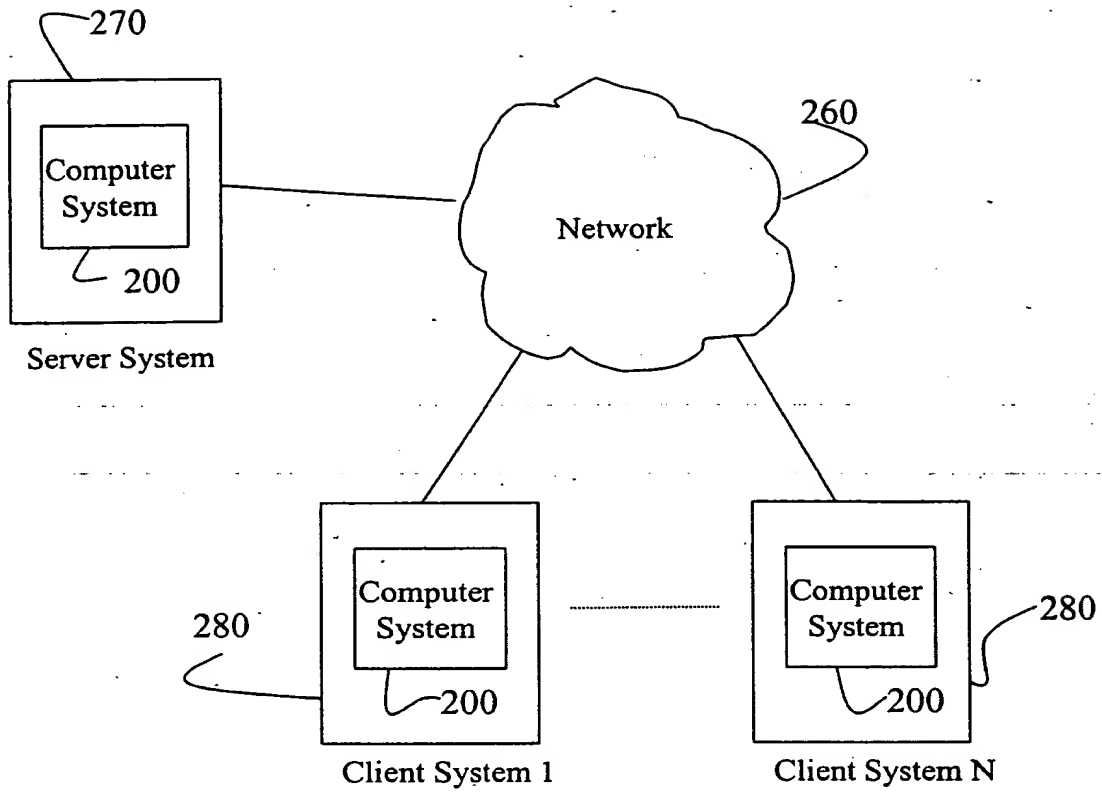 270
Computer
System
200
Server System
260
Network
Computer
System
200
280
Client System 1
Computer
System
200
280
Client System N